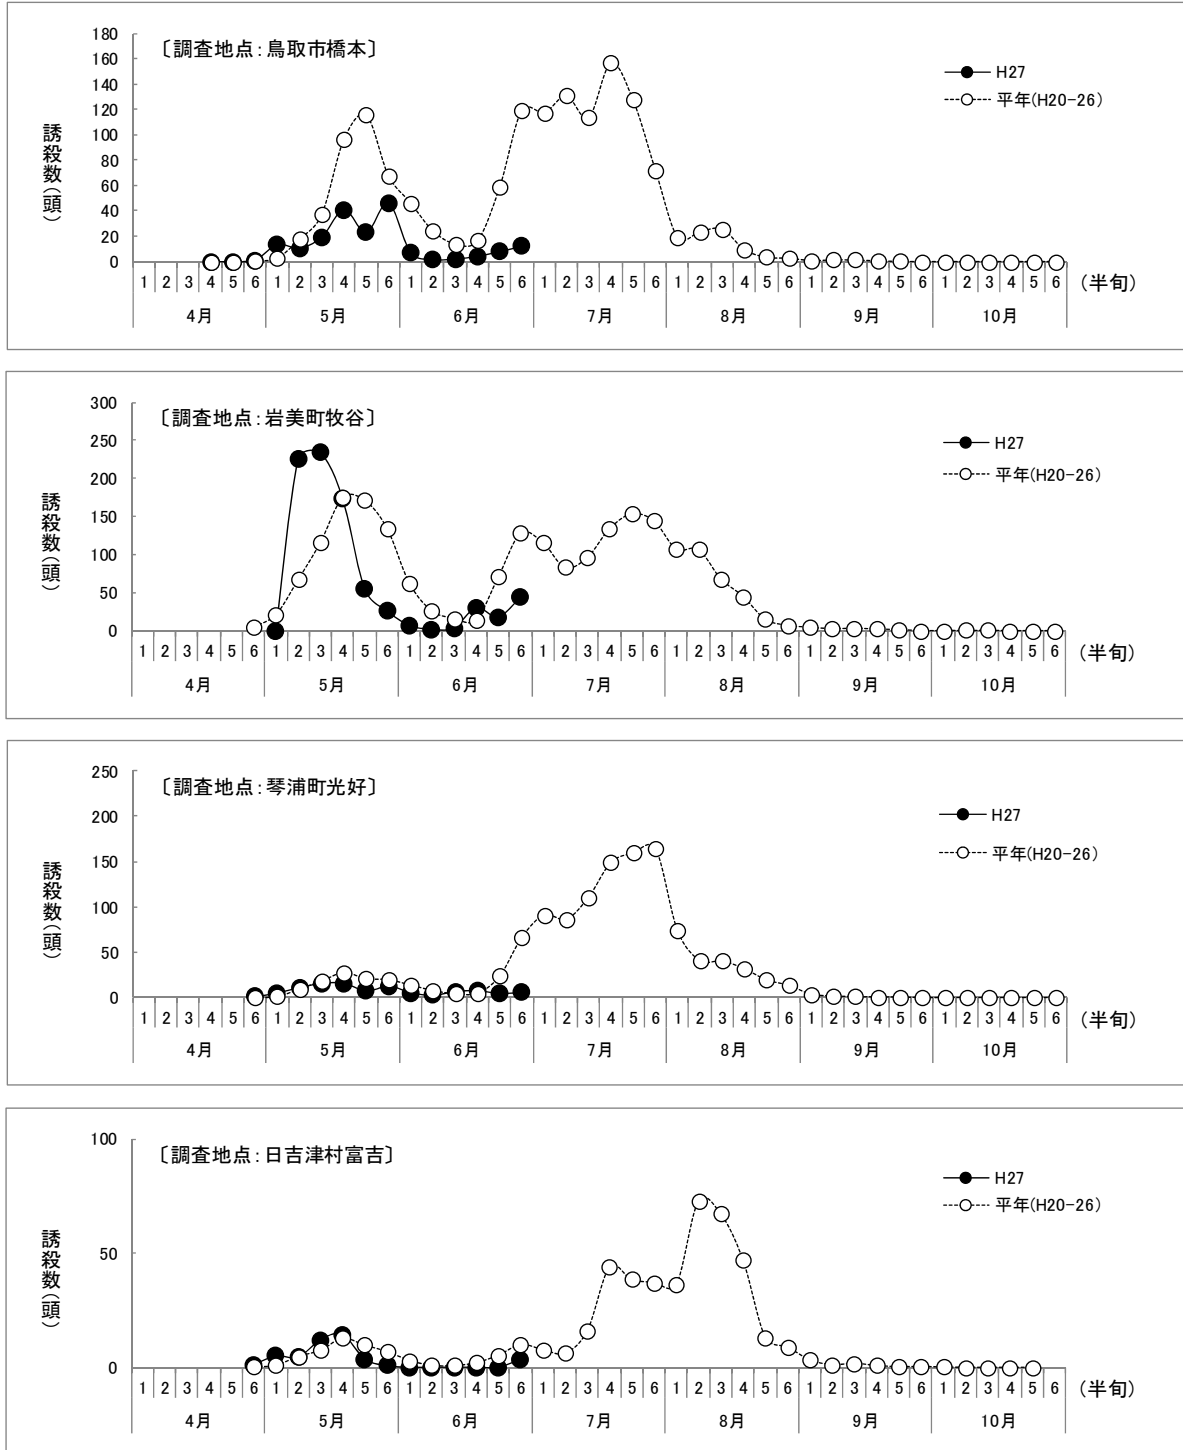 〔調査地点：鳥取市橋本〕
H27
平年(H20-26)
誘殺数(頭)
180
160
140
120
100
80
60
40
20
0
1 2 3 4 5 6 1 2 3 4 5 6 1 2 3 4 5 6 1 2 3 4 5 6 1 2 3 4 5 6 1 2 3 4 5 6 1 2 3 4 5 6 (半旬)
4月 5月 6月 7月 8月 9月 10月
〔調査地点：岩美町牧谷〕
H27
平年(H20-26)
誘殺数(頭)
300
250
200
150
100
50
0
1 2 3 4 5 6 1 2 3 4 5 6 1 2 3 4 5 6 1 2 3 4 5 6 1 2 3 4 5 6 1 2 3 4 5 6 1 2 3 4 5 6 (半旬)
4月 5月 6月 7月 8月 9月 10月
〔調査地点：琴浦町光好〕
H27
平年(H20-26)
誘殺数(頭)
250
200
150
100
50
0
1 2 3 4 5 6 1 2 3 4 5 6 1 2 3 4 5 6 1 2 3 4 5 6 1 2 3 4 5 6 1 2 3 4 5 6 1 2 3 4 5 6 (半旬)
4月 5月 6月 7月 8月 9月 10月
〔調査地点：日吉津村富吉〕
H27
平年(H20-26)
誘殺数(頭)
100
50
0
1 2 3 4 5 6 1 2 3 4 5 6 1 2 3 4 5 6 1 2 3 4 5 6 1 2 3 4 5 6 1 2 3 4 5 6 1 2 3 4 5 6 (半旬)
4月 5月 6月 7月 8月 9月 10月